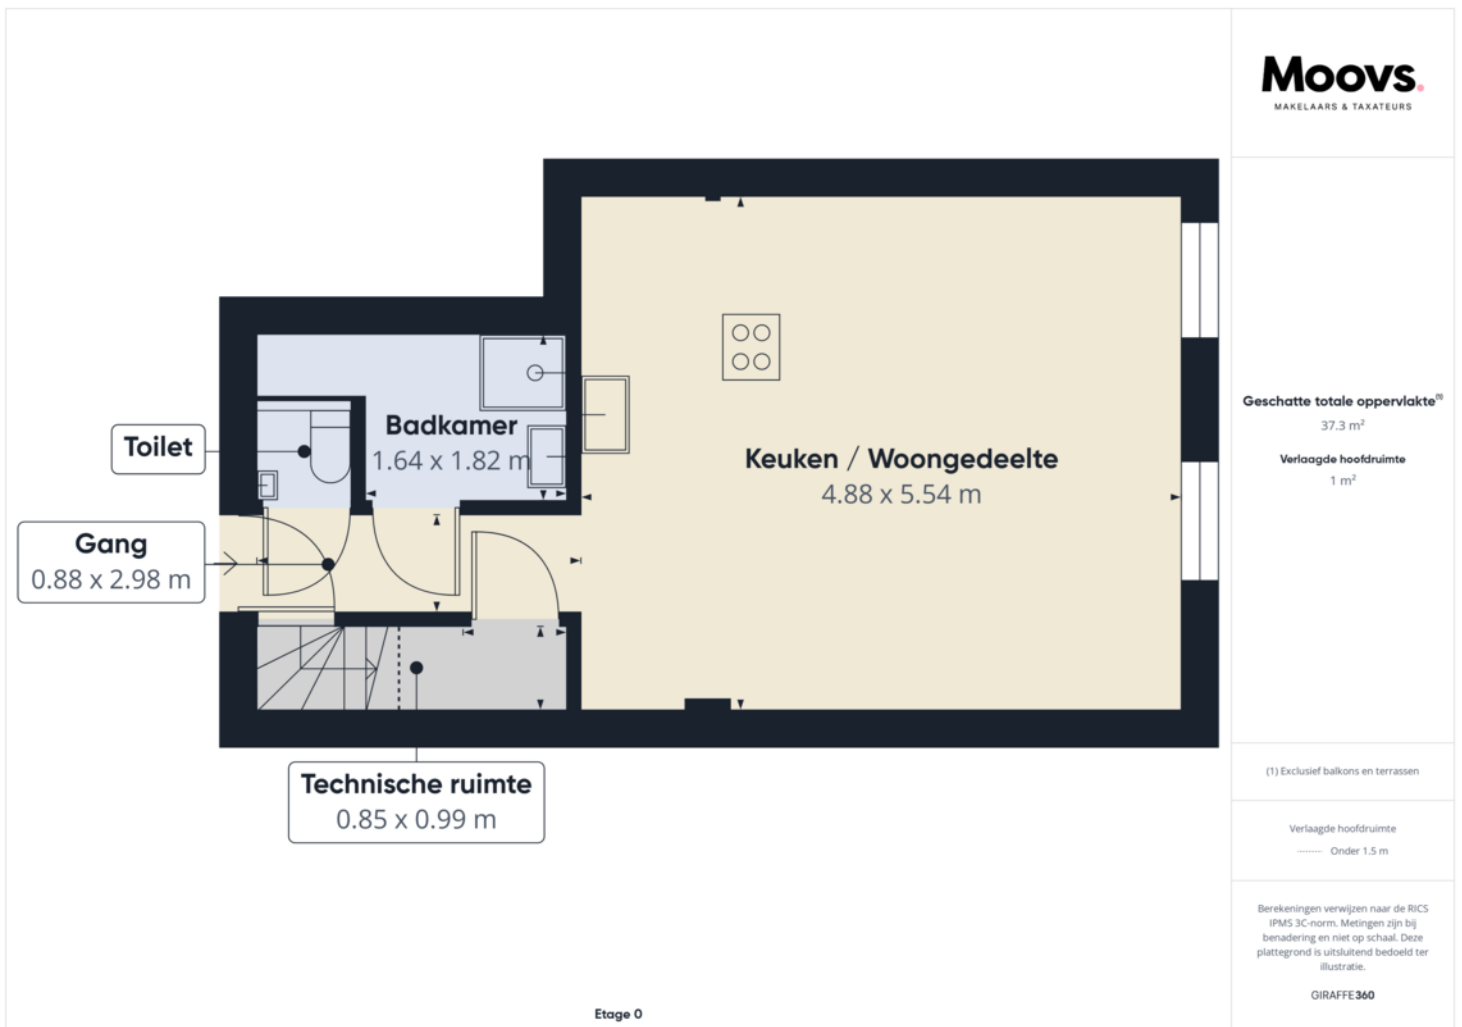 Moovs.
MAKELAARS & TAXATEURS
Toilet
Badkamer
1.64 x 1.82 m
Keuken / Woongedeelte
4.88 x 5.54 m
Gang
0.88 x 2.98 m
Technische ruimte
0.85 x 0.99 m
Etage 0
Geschatte totale oppervlakte(1)
37.3 m²
Verlaagde hoofdruimte
1 m²
(1) Exclusief balkons en terrassen
Verlaagde hoofdruimte
Onder 1.5 m
Berekeningen verwijzen naar de RICS
IPMS 3C-norm. Metingen zijn bij
benadering en niet op schaal. Deze
plattegrond is uitsluitend bedoeld ter
illustratie.
GIRAFFE360